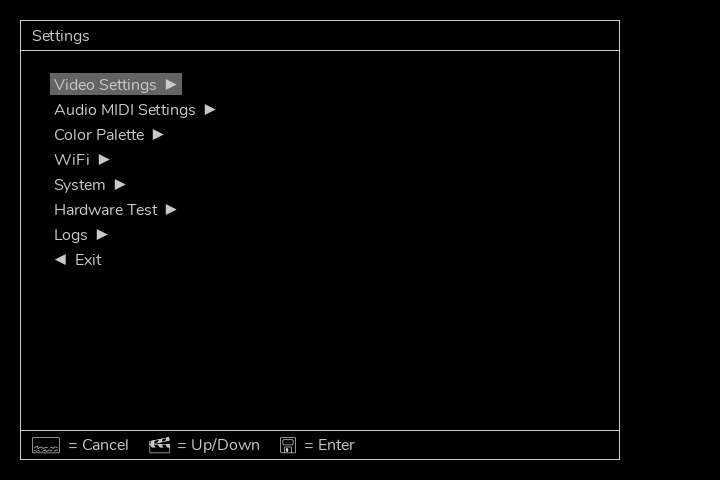 Settings
Video Settings ▶
Audio MIDI Settings ▶
Color Palette ▶
WiFi ▶
System ▶
Hardware Test ▶
Logs ▶
◀ Exit
= Cancel = Up/Down = Enter